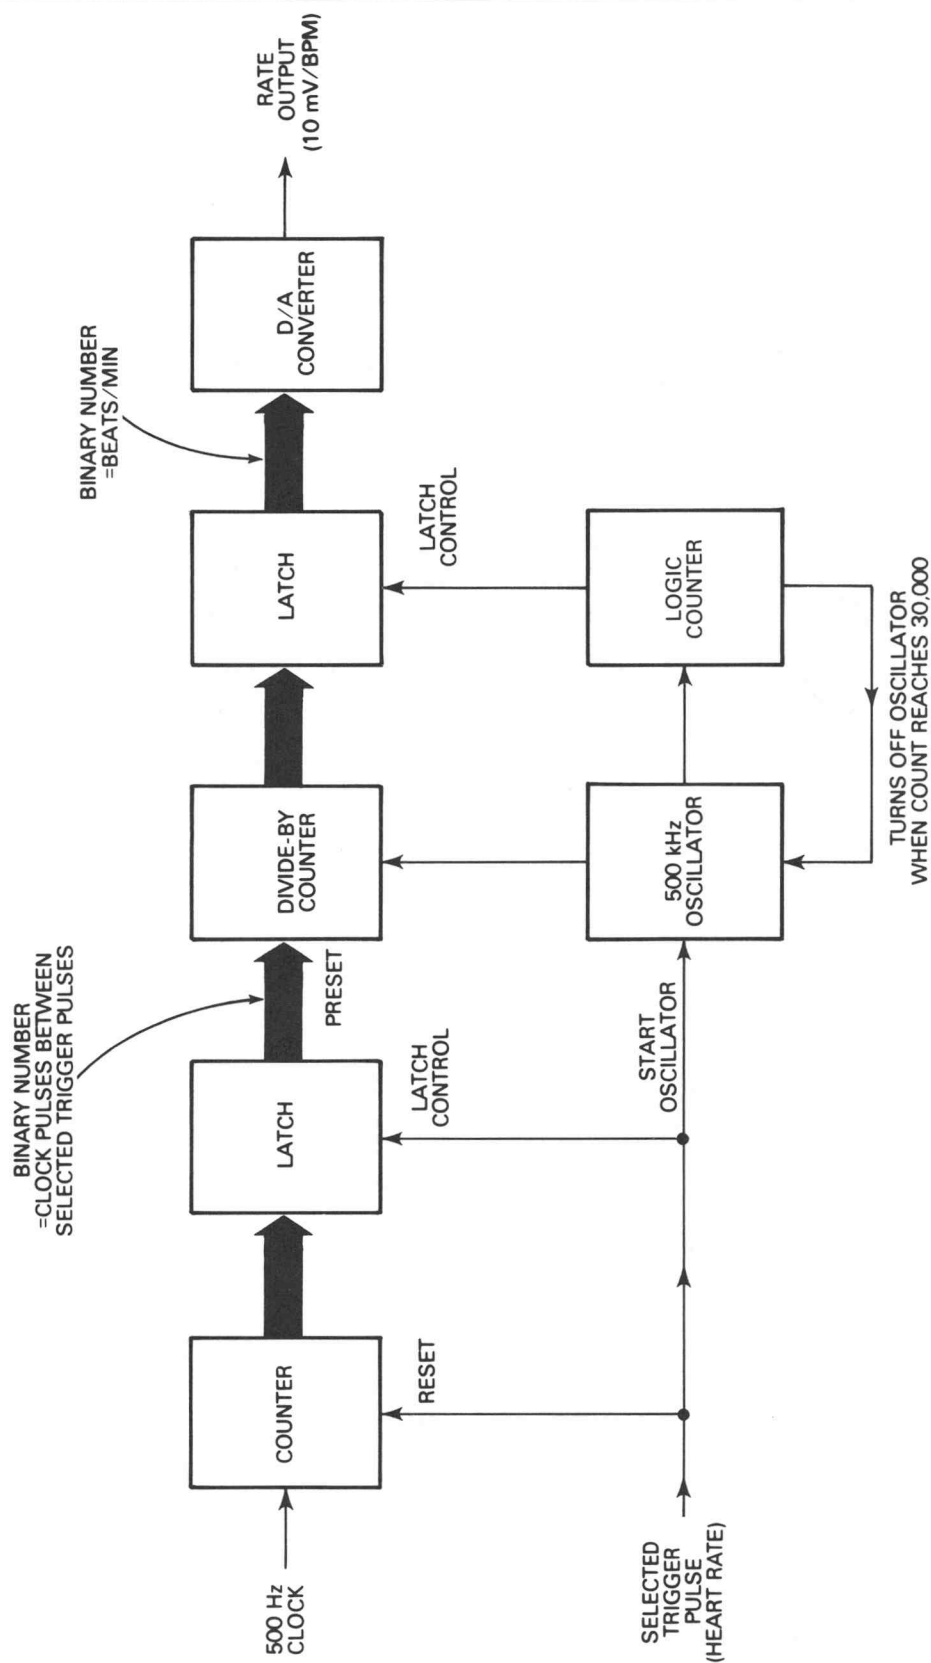 500 Hz
CLOCK
COUNTER
RESET
SELECTED
TRIGGER
PULSE
(HEART RATE)
BINARY NUMBER
=CLOCK PULSES BETWEEN
SELECTED TRIGGER PULSES
LATCH
LATCH
CONTROL
PRESET
START
OSCILLATOR
DIVIDE-BY
COUNTER
500 kHz
OSCILLATOR
BINARY NUMBER
=BEATS/MIN
LATCH
LATCH
CONTROL
LOGIC
COUNTER
TURNS OFF OSCILLATOR
WHEN COUNT REACHES 30,000
D/A
CONVERTER
RATE
OUTPUT
(10 mV/BPM)